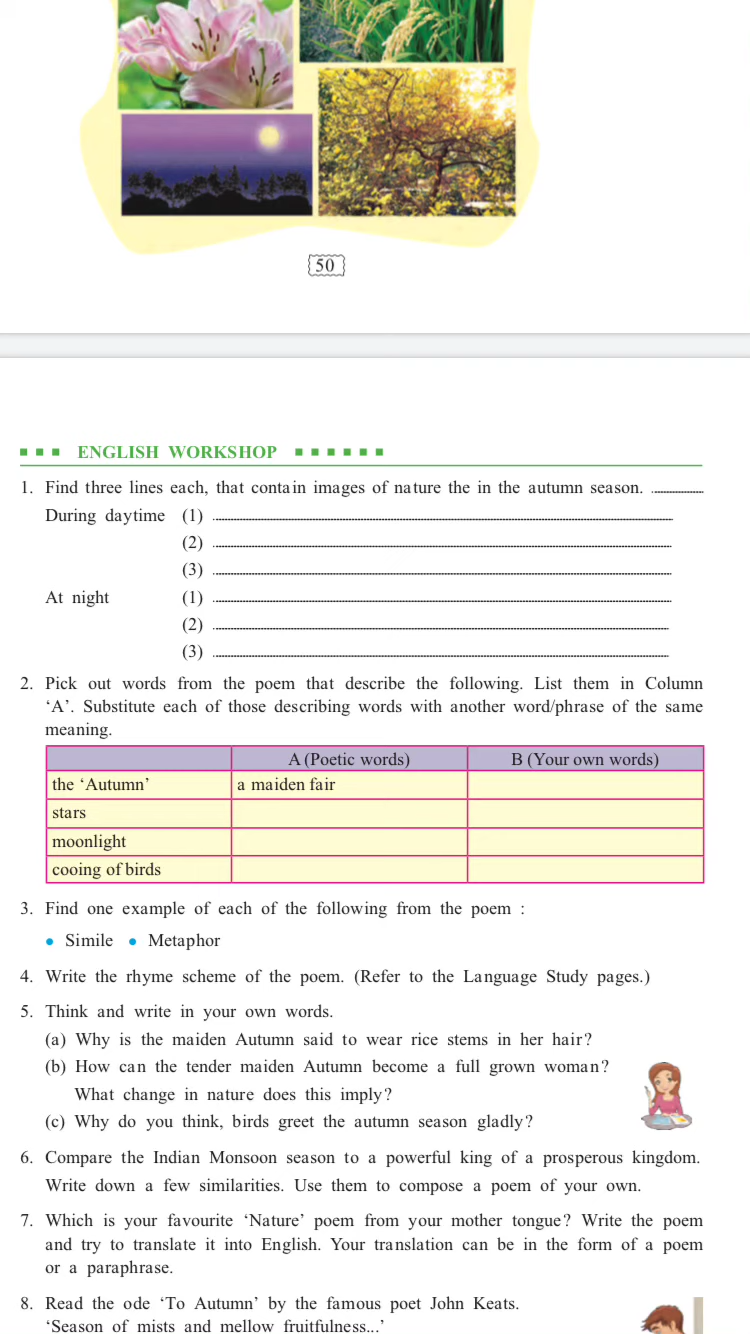 50
ENGLISH WORKSHOP
1. Find three lines each, that contain images of nature the in the autumn season.
During daytime (1)
(2)
(3)
At night (1)
(2)
(3)
2. Pick out words from the poem that describe the following. List them in Column
‘A’. Substitute each of those describing words with another word/phrase of the same
meaning.
A (Poetic words) B (Your own words)
the ‘Autumn’ a maiden fair
stars
moonlight
cooing of birds
3. Find one example of each of the following from the poem :
• Simile • Metaphor
4. Write the rhyme scheme of the poem. (Refer to the Language Study pages.)
5. Think and write in your own words.
(a) Why is the maiden Autumn said to wear rice stems in her hair?
(b) How can the tender maiden Autumn become a full grown woman?
What change in nature does this imply?
(c) Why do you think, birds greet the autumn season gladly?
6. Compare the Indian Monsoon season to a powerful king of a prosperous kingdom.
Write down a few similarities. Use them to compose a poem of your own.
7. Which is your favourite ‘Nature’ poem from your mother tongue? Write the poem
and try to translate it into English. Your translation can be in the form of a poem
or a paraphrase.
8. Read the ode ‘To Autumn’ by the famous poet John Keats.
‘Season of mists and mellow fruitfulness...’